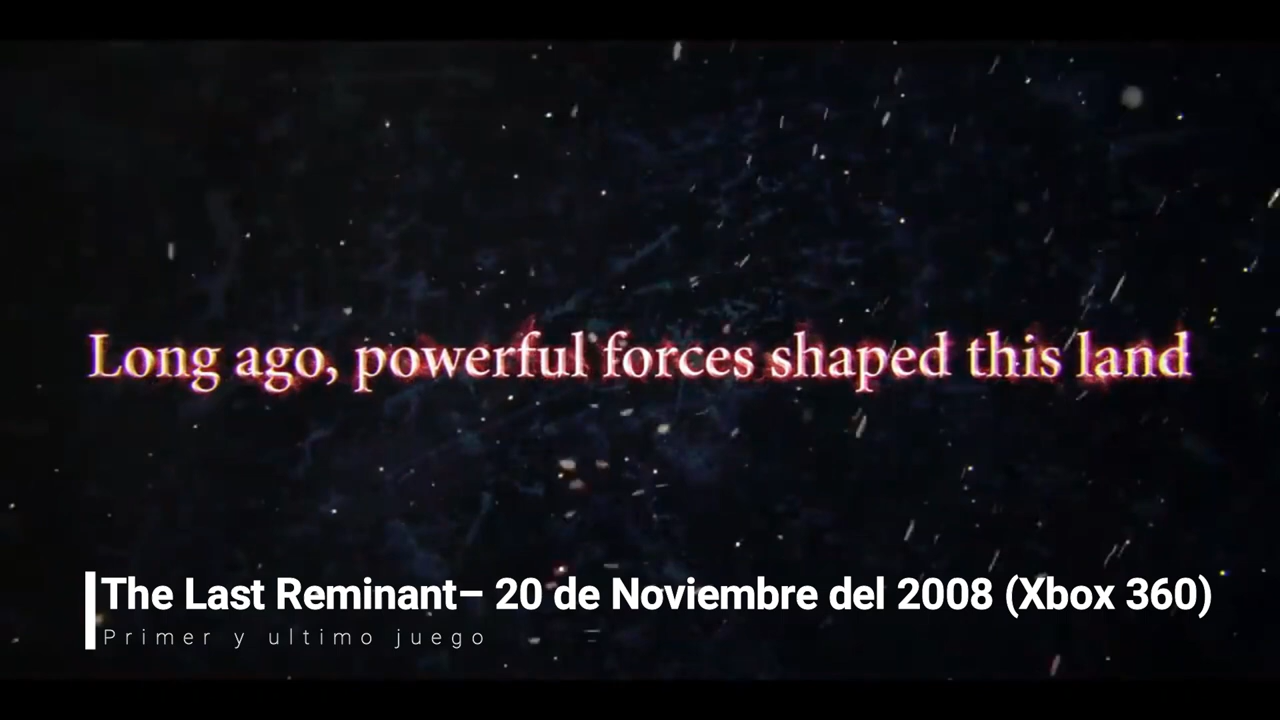 Long ago, powerful forces shaped this land
The Last Reminant– 20 de Noviembre del 2008 (Xbox 360)
Primer y ultimo juego